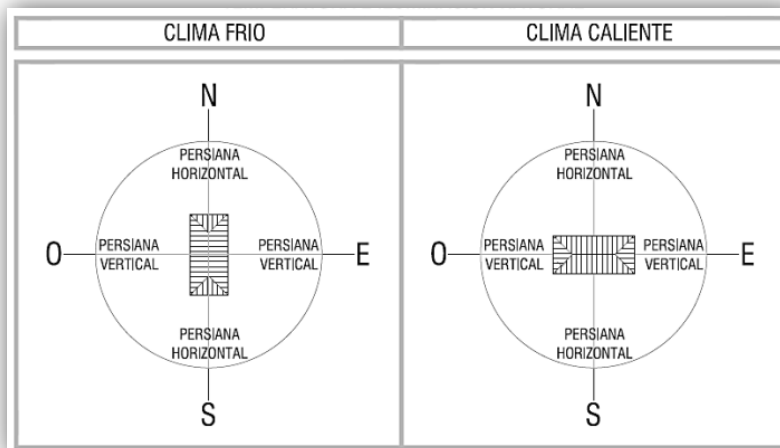 CLIMA FRIO
CLIMA CALIENTE
N
PERSIANA
HORIZONTAL
O
PERSIANA
VERTICAL
PERSIANA
VERTICAL
E
PERSIANA
HORIZONTAL
S
N
PERSIANA
HORIZONTAL
O
PERSIANA
VERTICAL
PERSIANA
VERTICAL
E
PERSIANA
HORIZONTAL
S